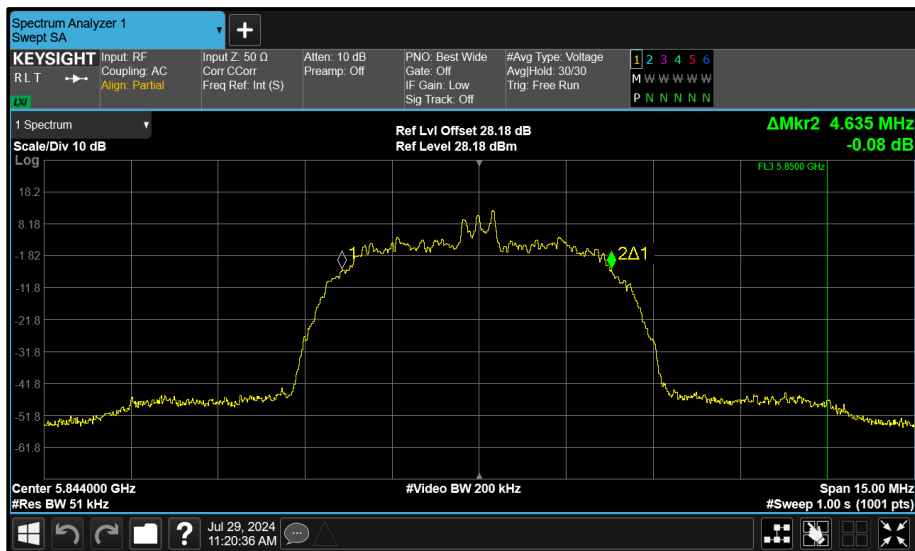 Spectrum Analyzer 1
Swept SA
KEYSIGHT
R L T
LXI
Input: RF
Coupling: AC
Align: Partial
Input Z: 50 Ω
Corr CCorr
Freq Ref: Int (S)
Atten: 10 dB
Preamp: Off
PNO: Best Wide
Gate: Off
IF Gain: Low
Sig Track: Off
#Avg Type: Voltage
Avg|Hold: 30/30
Trig: Free Run
1 2 3 4 5 6
M W W W W W
P N N N N N
1 Spectrum
Scale/Div 10 dB
Log
Ref Lvl Offset 28.18 dB
Ref Level 28.18 dBm
ΔMkr2 4.635 MHz
-0.08 dB
FL3 5.8500 GHz
18.2
8.18
-1.82
-11.8
-21.8
-31.8
-41.8
-51.8
-61.8
1
2Δ1
Center 5.844000 GHz
#Video BW 200 kHz
Span 15.00 MHz
#Res BW 51 kHz
#Sweep 1.00 s (1001 pts)
?
Jul 29, 2024
11:20:36 AM